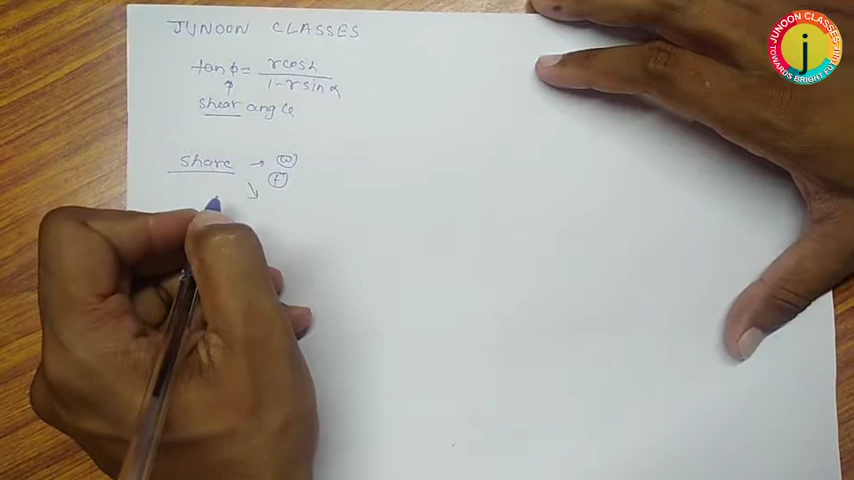 JUNOON CLASSES
tan φ = r cos α / 1 - r sin α
shear angle
share → ω
t
JUNOON CLASSES
TOWARDS BRIGHT FUTURE
j